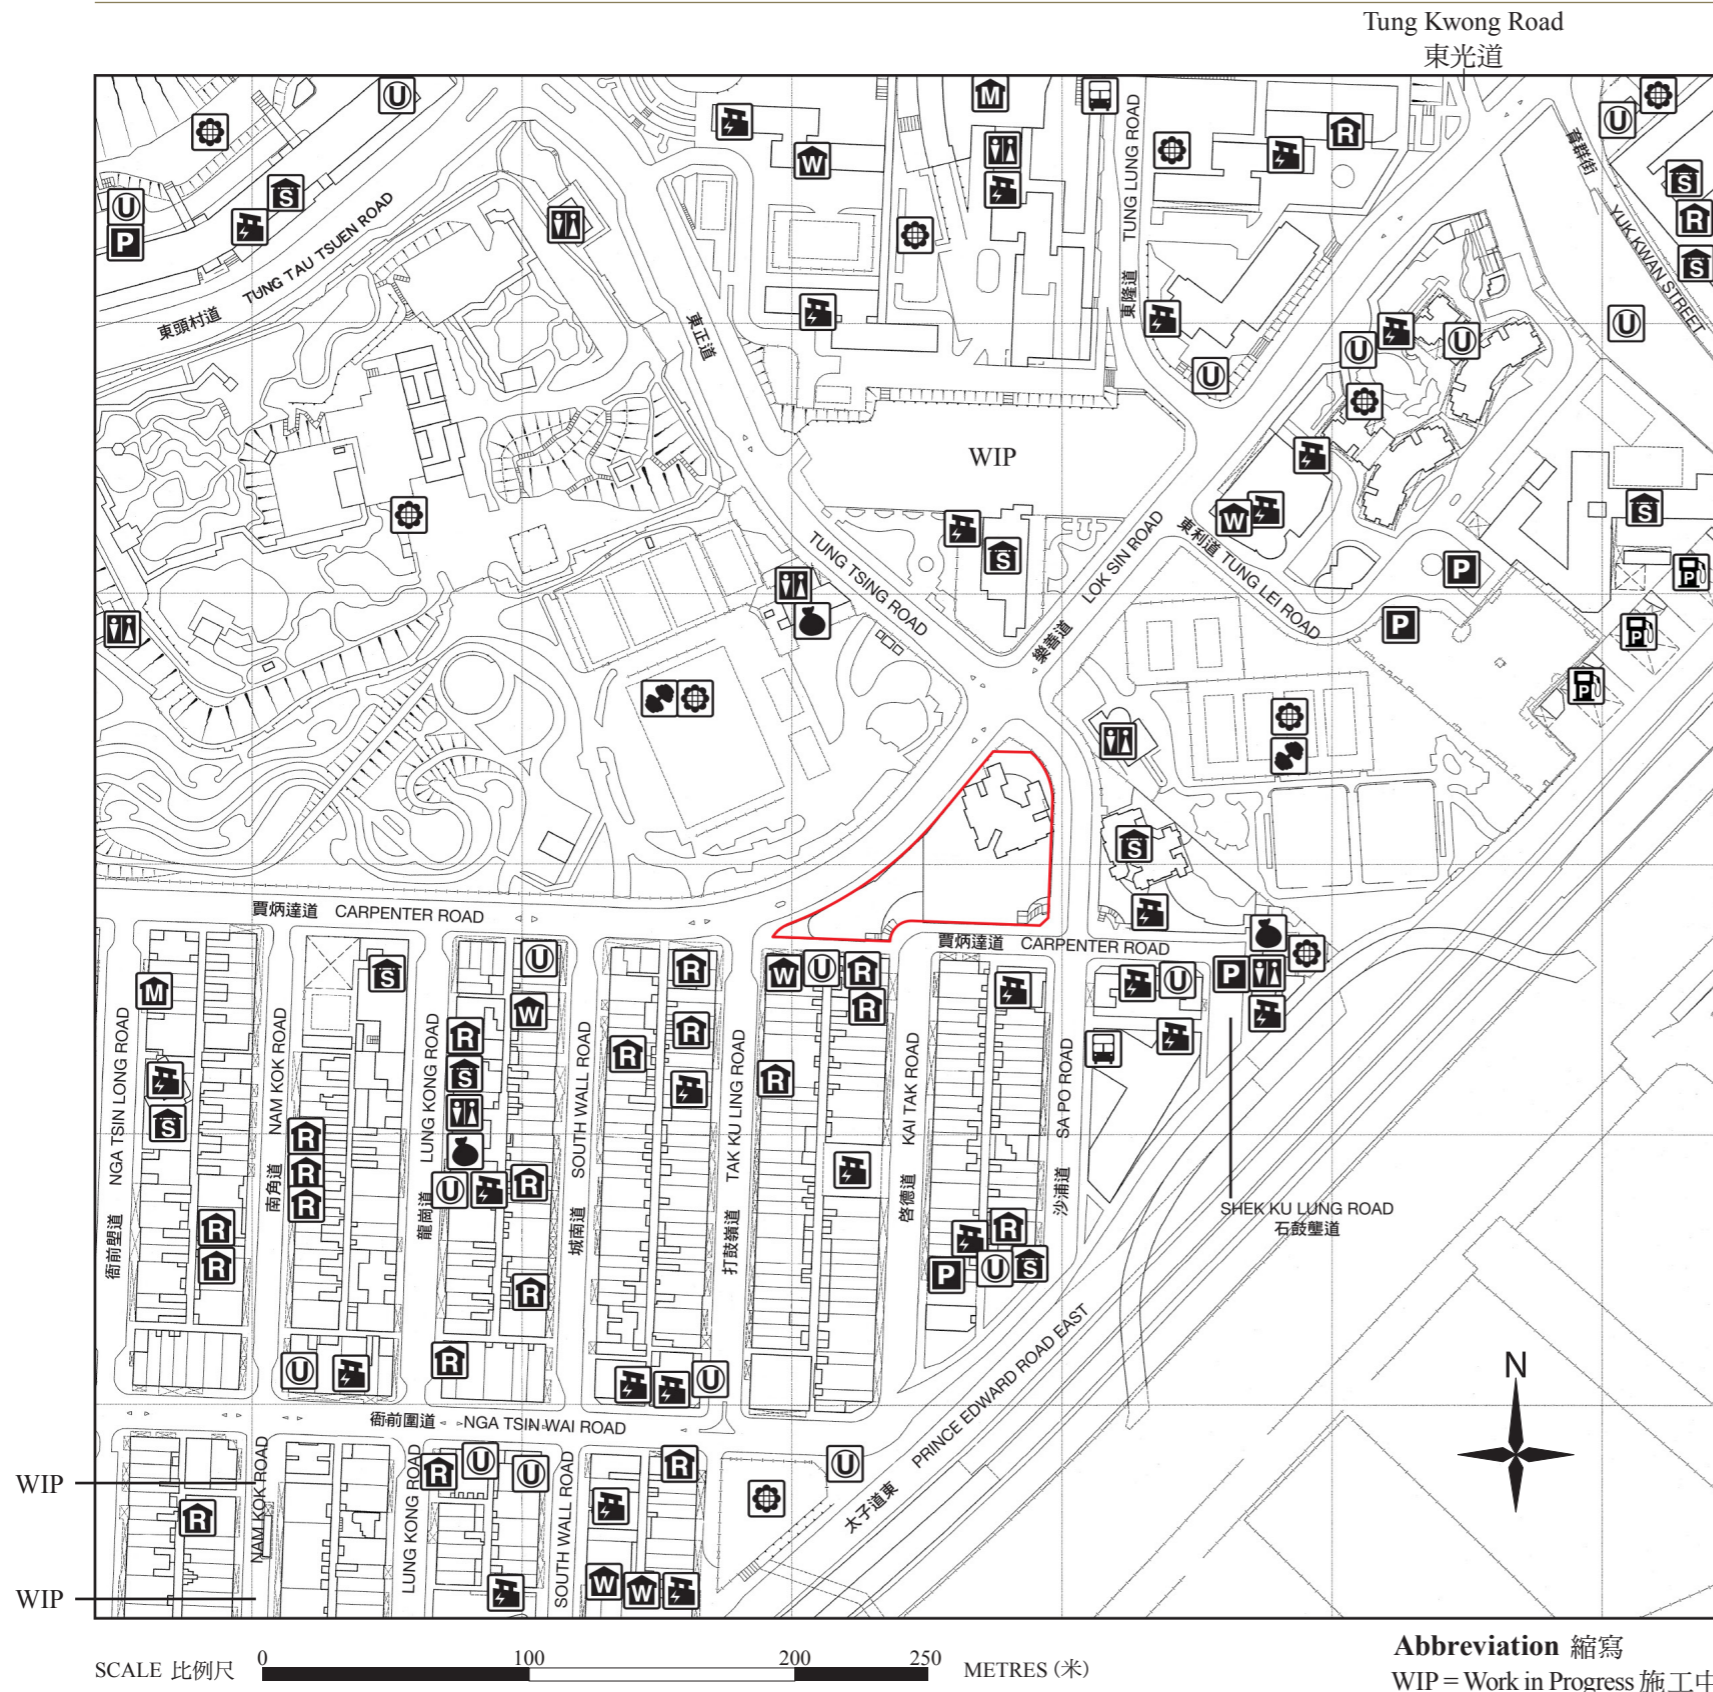 Tung Kwong Road
東光道
TUNG LUNG ROAD
東隆道
育群街
YUK KWAN STREET
TUNG TAU TSUEN ROAD
東頭村道
東正道
WIP
TUNG TSING ROAD
LOK SIN ROAD
樂善道
東利道 TUNG LEI ROAD
賈炳達道 CARPENTER ROAD
賈炳達道 CARPENTER ROAD
NGA TSIN LONG ROAD
衙前塱道
NAM KOK ROAD
南角道
LUNG KONG ROAD
龍崗道
SOUTH WALL ROAD
城南道
TAK KU LING ROAD
打鼓嶺道
KAI TAK ROAD
啓德道
SA PO ROAD
沙浦道
SHEK KU LUNG ROAD
石鼓壟道
太子道東 PRINCE EDWARD ROAD EAST
衙前圍道 NGA TSIN WAI ROAD
N
WIP
NAM KOK ROAD
LUNG KONG ROAD
SOUTH WALL ROAD
WIP
SCALE 比例尺 0 100 200 250 METRES (米)
Abbreviation 縮寫
WIP = Work in Progress 施工中